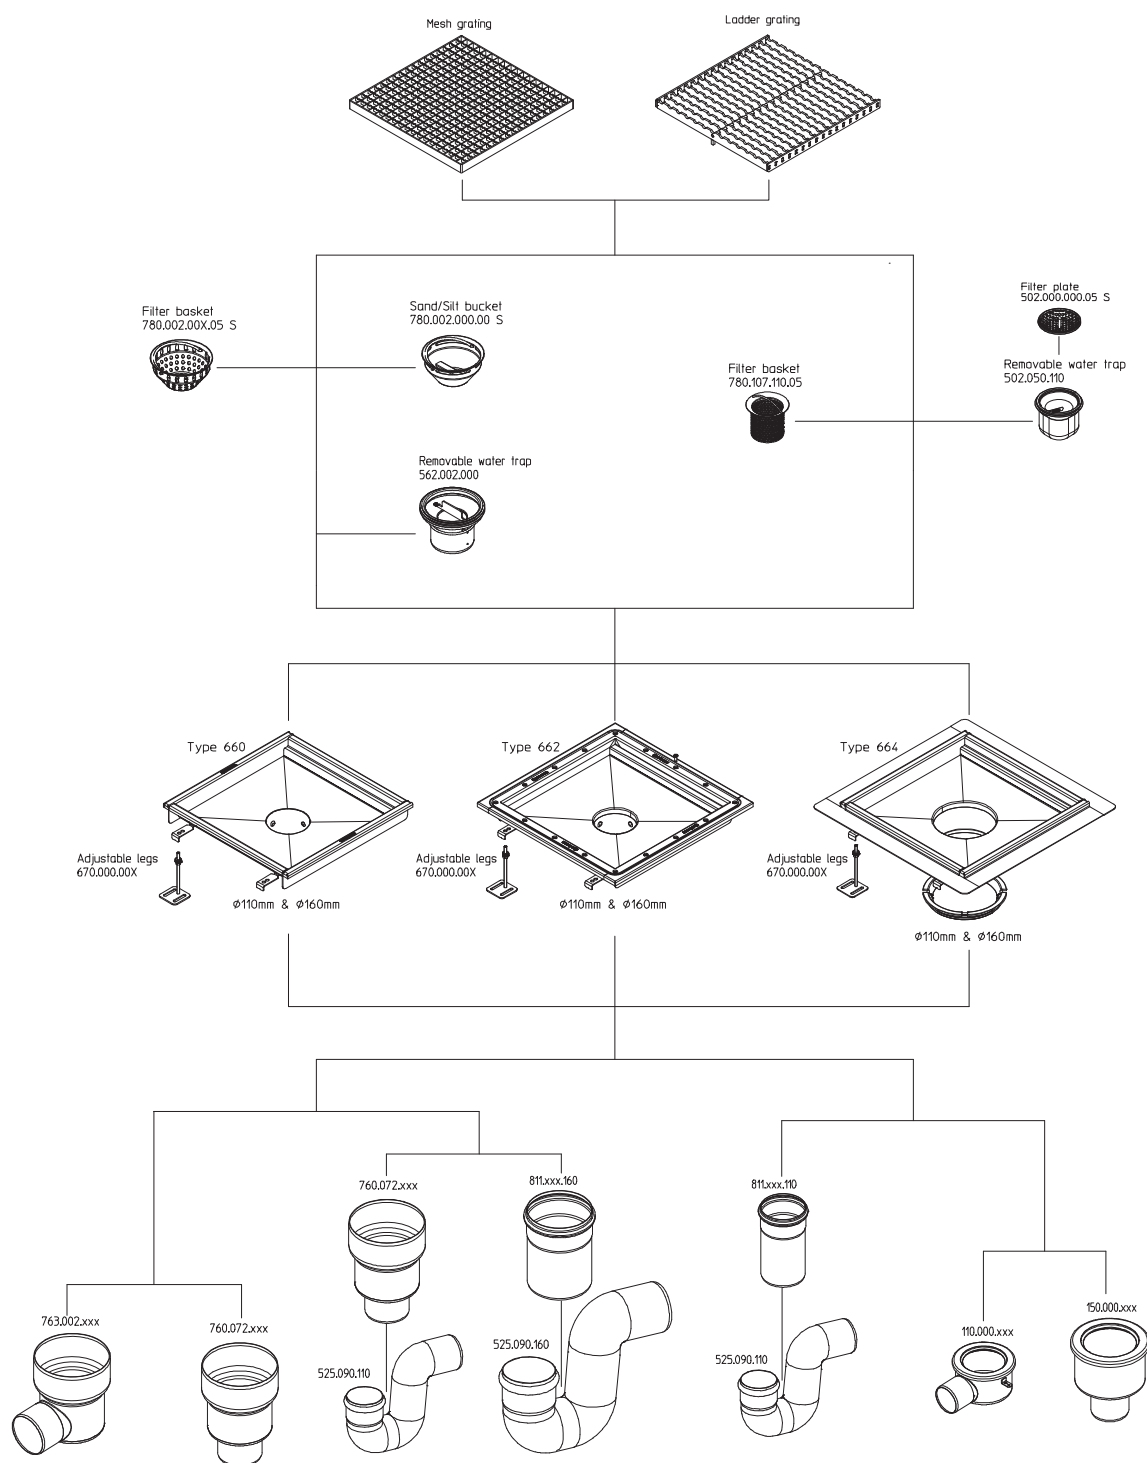 Mesh grating
Ladder grating
Filter basket
780.002.00X.05 S
Sand/Silt bucket
780.002.000.00 S
Filter plate
502.000.000.05 S
Filter basket
780.107.110.05
Removable water trap
502.050.110
Removable water trap
562.002.000
Type 660
Type 662
Type 664
Adjustable legs
670.000.00X
Adjustable legs
670.000.00X
Adjustable legs
670.000.00X
Ø110mm & Ø160mm
Ø110mm & Ø160mm
Ø110mm & Ø160mm
760.072.xxx
811.xxx.160
811.xxx.110
763.002.xxx
760.072.xxx
525.090.110
525.090.160
525.090.110
110.000.xxx
150.000.xxx